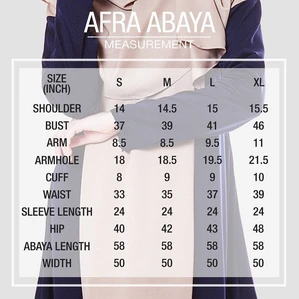 AFRA ABAYA
MEASUREMENT
SIZE (INCH) S M L XL
SHOULDER 14 14.5 15 15.5
BUST 37 39 41 46
ARM 8.5 8.5 9.5 11
ARMHOLE 18 18.5 19.5 21.5
CUFF 8 9 9 10
WAIST 33 35 37 39
SLEEVE LENGTH 24 24 24 24
HIP 40 42 43 48
ABAYA LENGTH 58 58 58 58
WIDTH 50 50 50 50